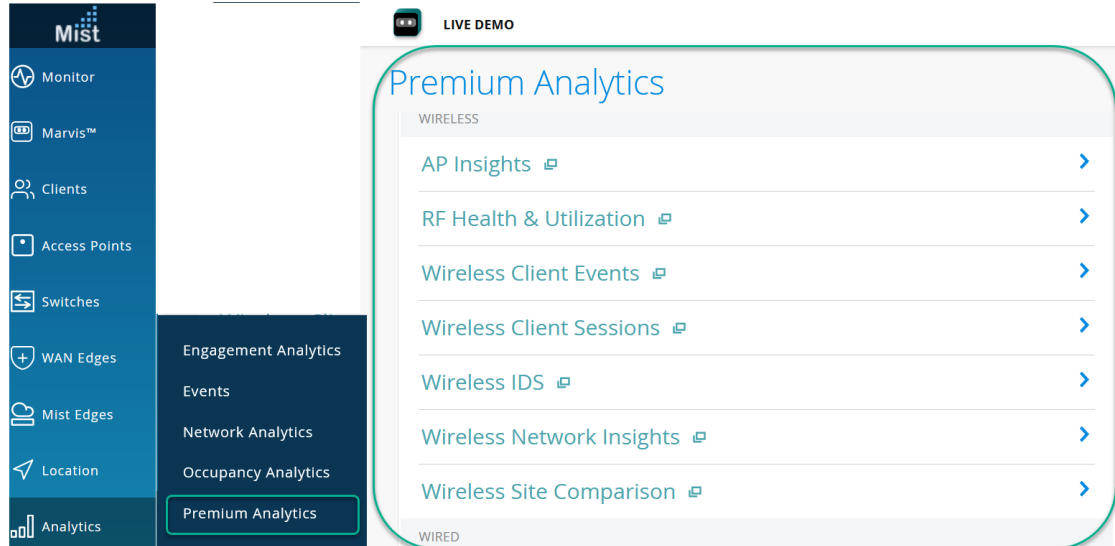 Mist
Monitor
Marvis™
Clients
Access Points
Switches
WAN Edges
Mist Edges
Location
Analytics
Engagement Analytics
Events
Network Analytics
Occupancy Analytics
Premium Analytics
LIVE DEMO
Premium Analytics
WIRELESS
AP Insights
RF Health & Utilization
Wireless Client Events
Wireless Client Sessions
Wireless IDS
Wireless Network Insights
Wireless Site Comparison
WIRED